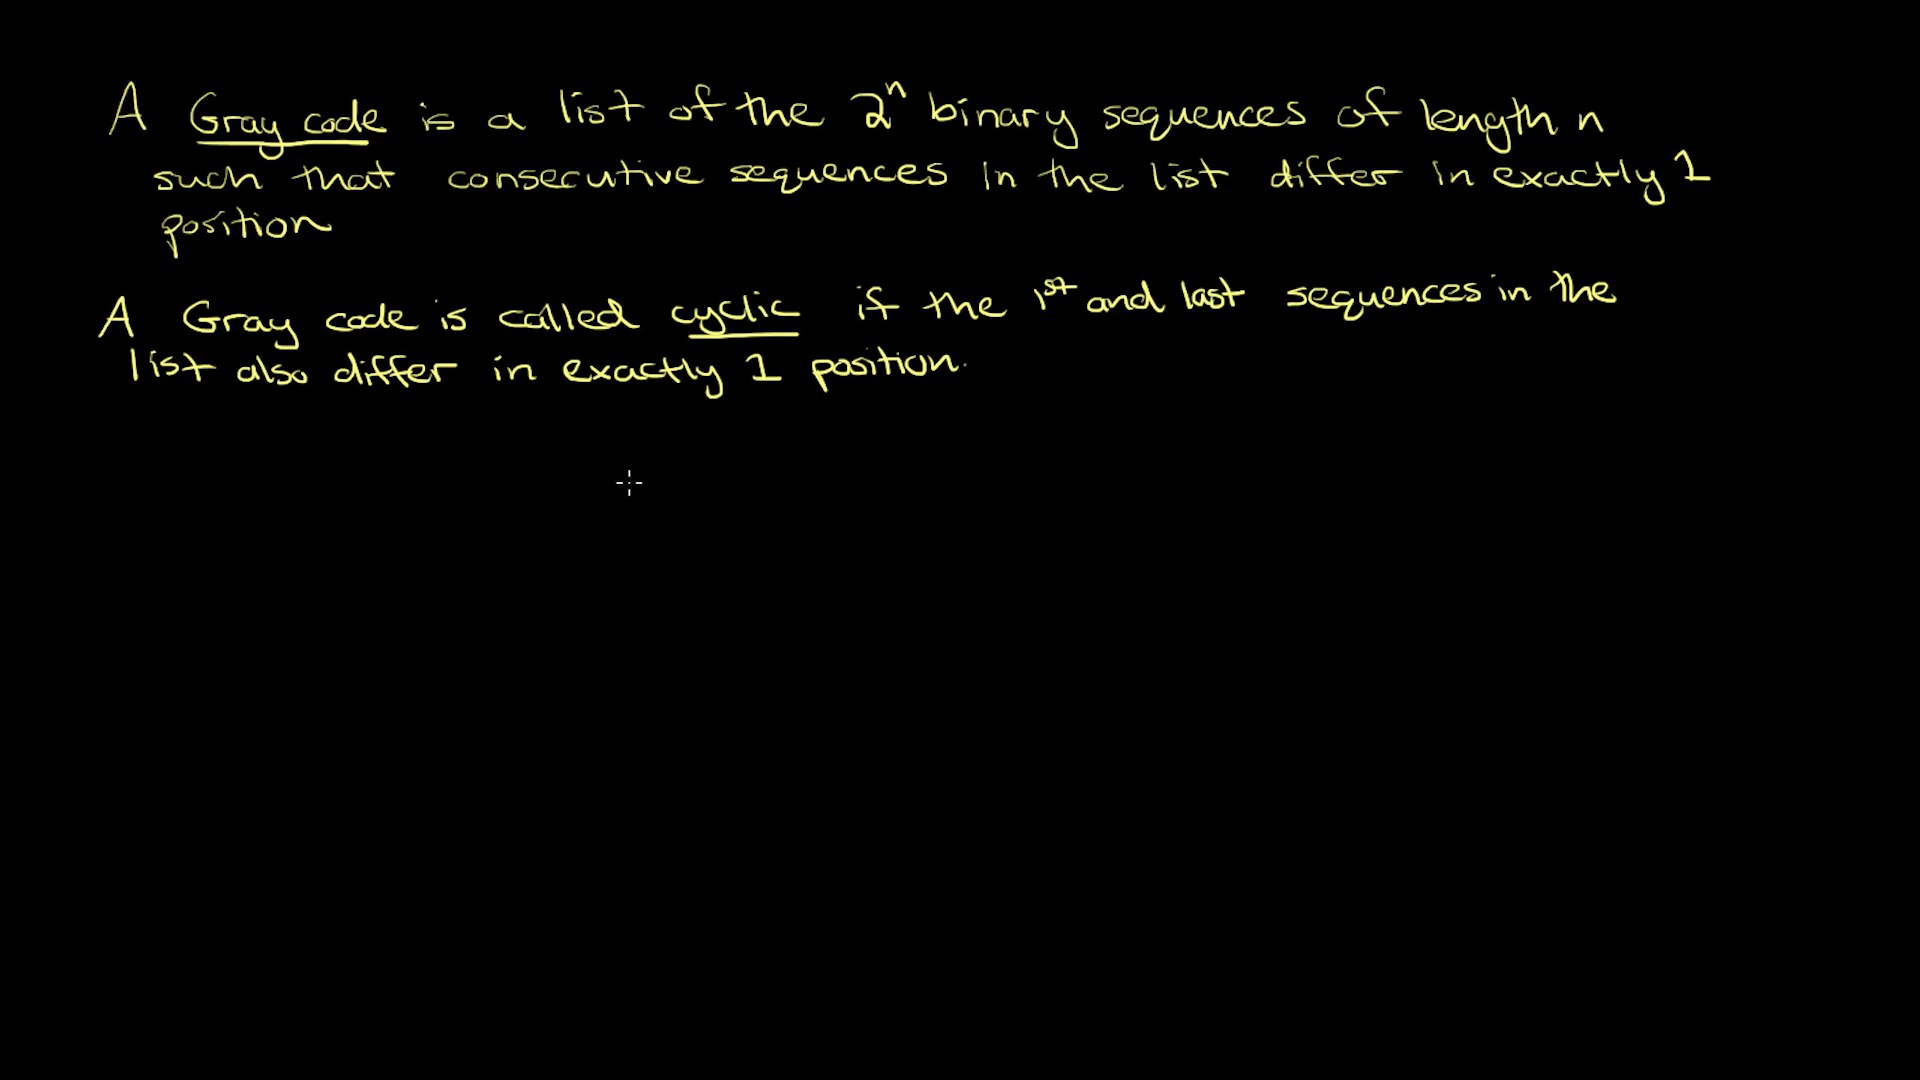 A Gray code is a list of the 2ⁿ binary sequences of length n
such that consecutive sequences in the list differ in exactly 1
position
A Gray code is called cyclic if the 1st and last sequences in the
list also differ in exactly 1 position.